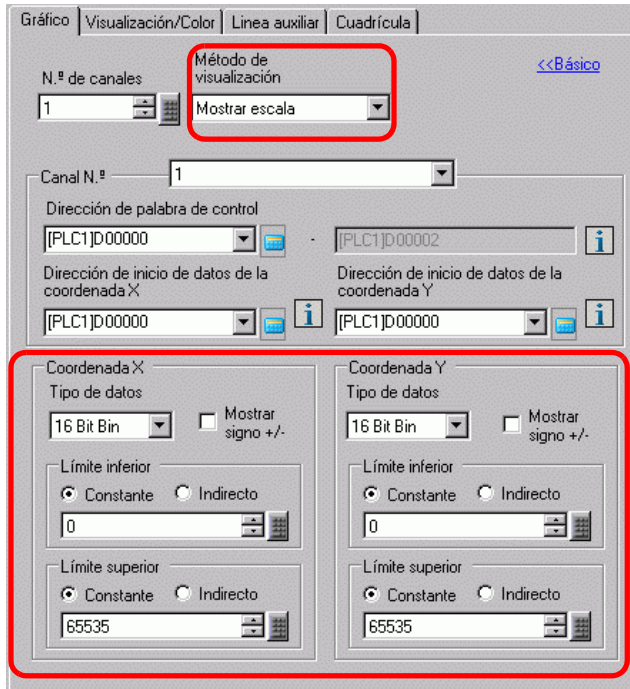 Gráfico Visualización/Color Linea auxiliar Cuadrícula
N.º de canales
1
Método de
visualización
Mostrar escala
<<Básico
Canal N.º 1
Dirección de palabra de control
[PLC1]D00000 - [PLC1]D00002
Dirección de inicio de datos de la
coordenada X
[PLC1]D00000
Dirección de inicio de datos de la
coordenada Y
[PLC1]D00000
Coordenada X
Tipo de datos
16 Bit Bin
Mostrar
signo +/-
Límite inferior
Constante Indirecto
0
Límite superior
Constante Indirecto
65535
Coordenada Y
Tipo de datos
16 Bit Bin
Mostrar
signo +/-
Límite inferior
Constante Indirecto
0
Límite superior
Constante Indirecto
65535